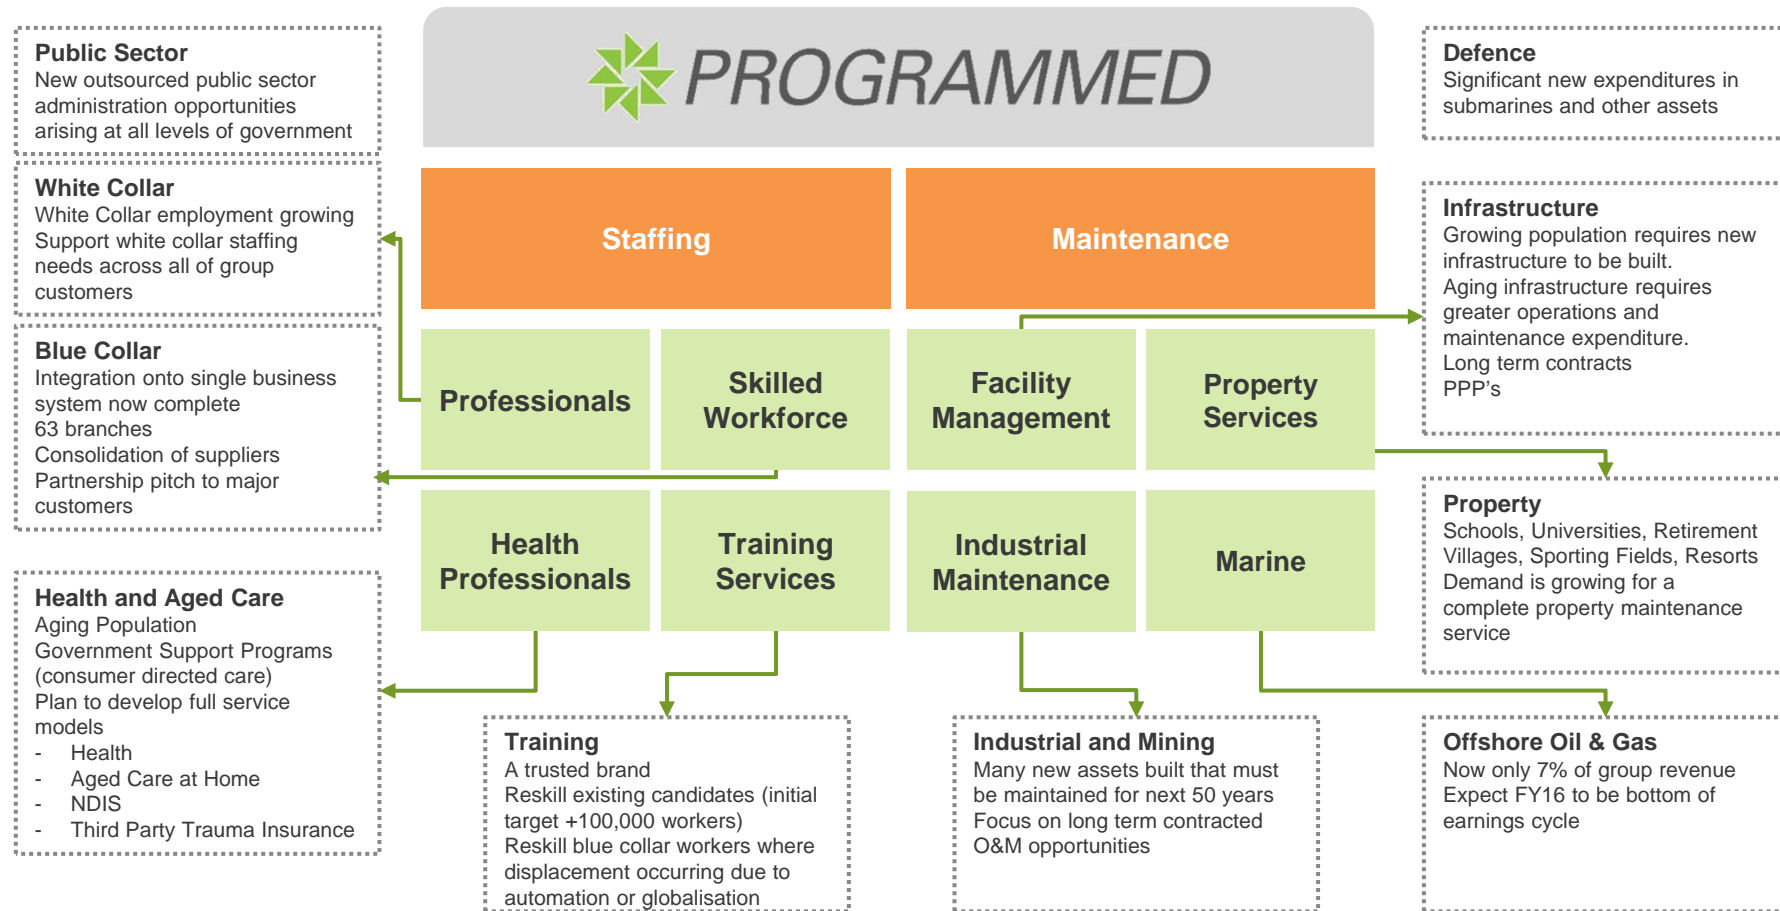 PROGRAMMED
Public Sector
New outsourced public sector
administration opportunities
arising at all levels of government
White Collar
White Collar employment growing
Support white collar staffing
needs across all of group
customers
Blue Collar
Integration onto single business
system now complete
63 branches
Consolidation of suppliers
Partnership pitch to major
customers
Health and Aged Care
Aging Population
Government Support Programs
(consumer directed care)
Plan to develop full service
models
- Health
- Aged Care at Home
- NDIS
- Third Party Trauma Insurance
Staffing
Maintenance
Professionals
Skilled
Workforce
Facility
Management
Property
Services
Health
Professionals
Training
Services
Industrial
Maintenance
Marine
Training
A trusted brand
Reskill existing candidates (initial
target +100,000 workers)
Reskill blue collar workers where
displacement occurring due to
automation or globalisation
Industrial and Mining
Many new assets built that must
be maintained for next 50 years
Focus on long term contracted
O&M opportunities
Defence
Significant new expenditures in
submarines and other assets
Infrastructure
Growing population requires new
infrastructure to be built.
Aging infrastructure requires
greater operations and
maintenance expenditure.
Long term contracts
PPP's
Property
Schools, Universities, Retirement
Villages, Sporting Fields, Resorts
Demand is growing for a
complete property maintenance
service
Offshore Oil & Gas
Now only 7% of group revenue
Expect FY16 to be bottom of
earnings cycle